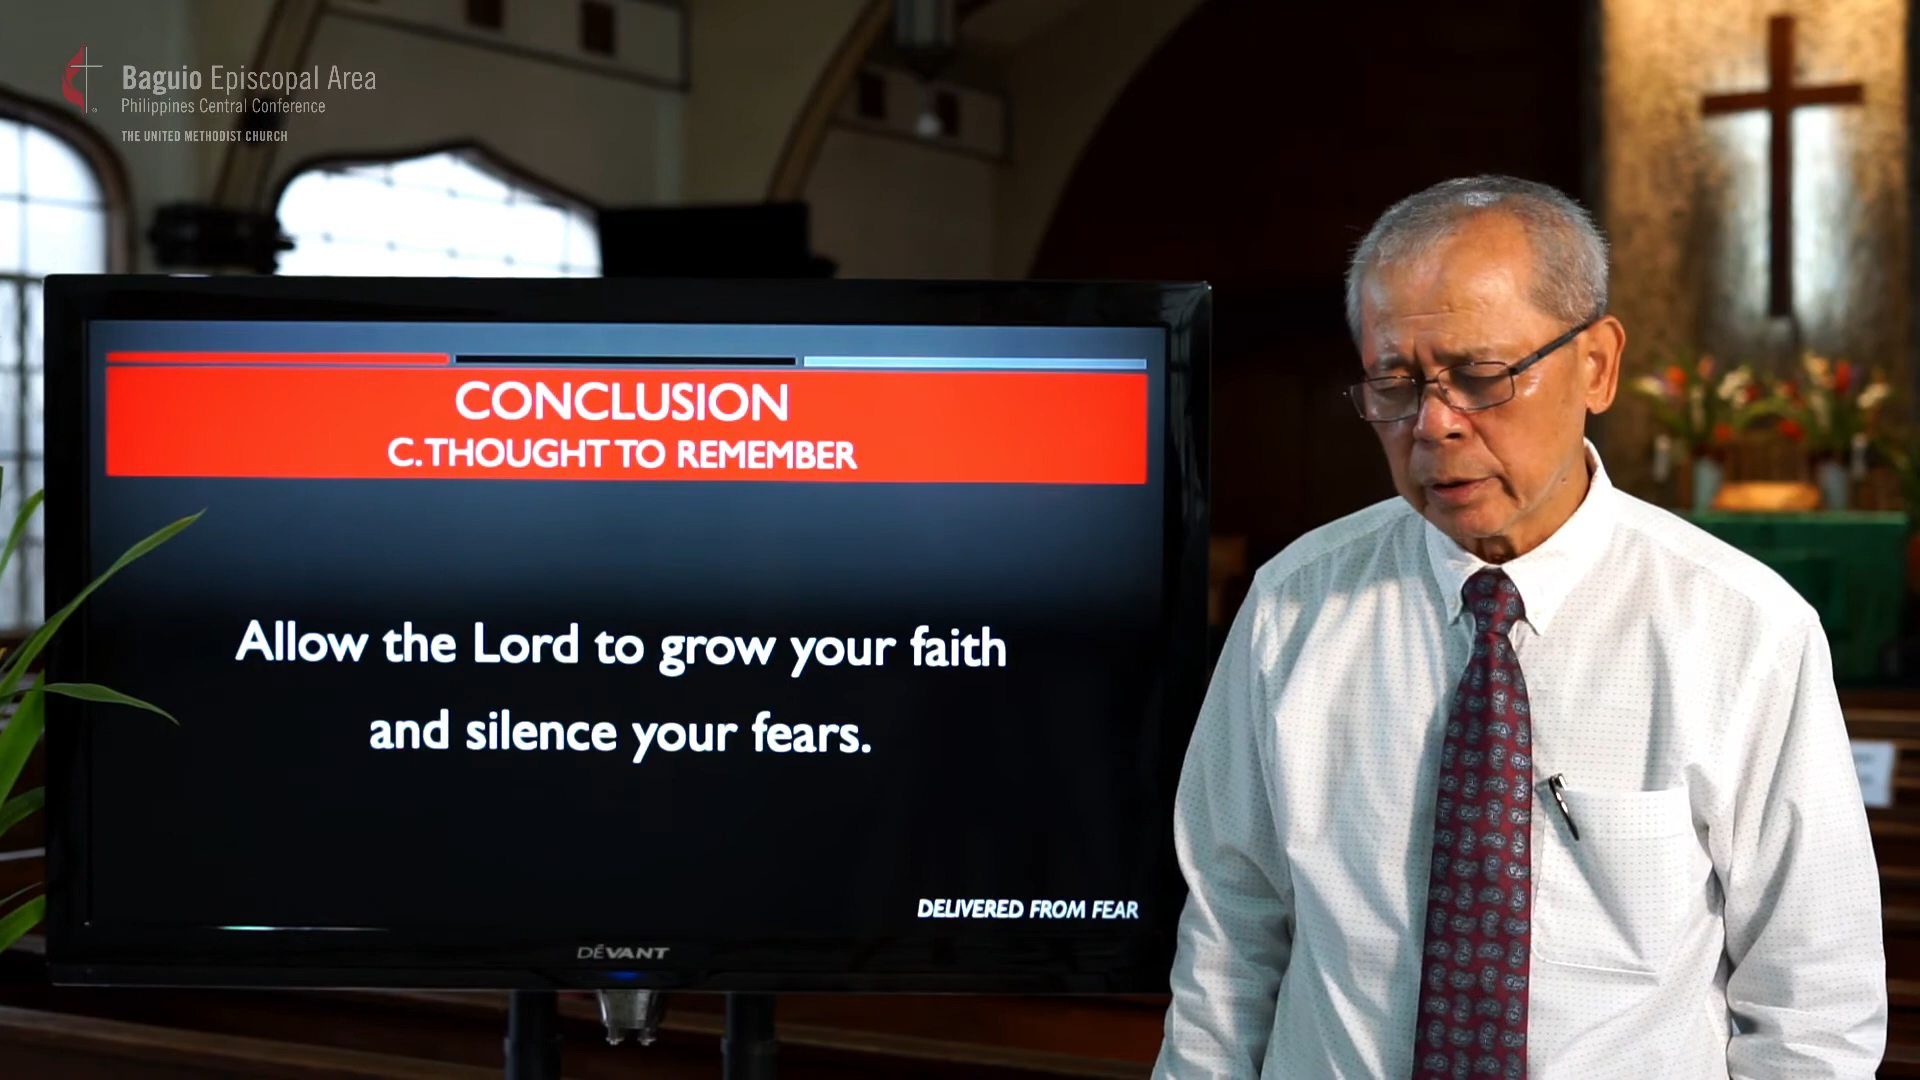 Baguio Episcopal Area
Philippines Central Conference
THE UNITED METHODIST CHURCH
CONCLUSION
C. THOUGHT TO REMEMBER
Allow the Lord to grow your faith
and silence your fears.
DELIVERED FROM FEAR
DEVANT